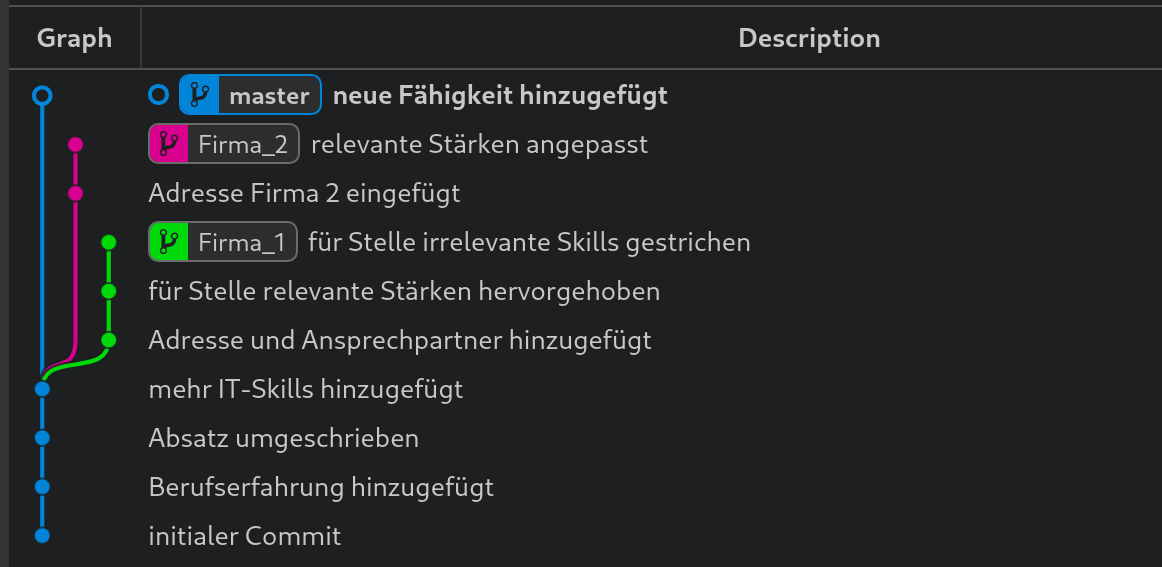 Graph Description
master neue Fähigkeit hinzugefügt
Firma_2 relevante Stärken angepasst
Adresse Firma 2 eingefügt
Firma_1 für Stelle irrelevante Skills gestrichen
für Stelle relevante Stärken hervorgehoben
Adresse und Ansprechpartner hinzugefügt
mehr IT-Skills hinzugefügt
Absatz umgeschrieben
Berufserfahrung hinzugefügt
initialer Commit